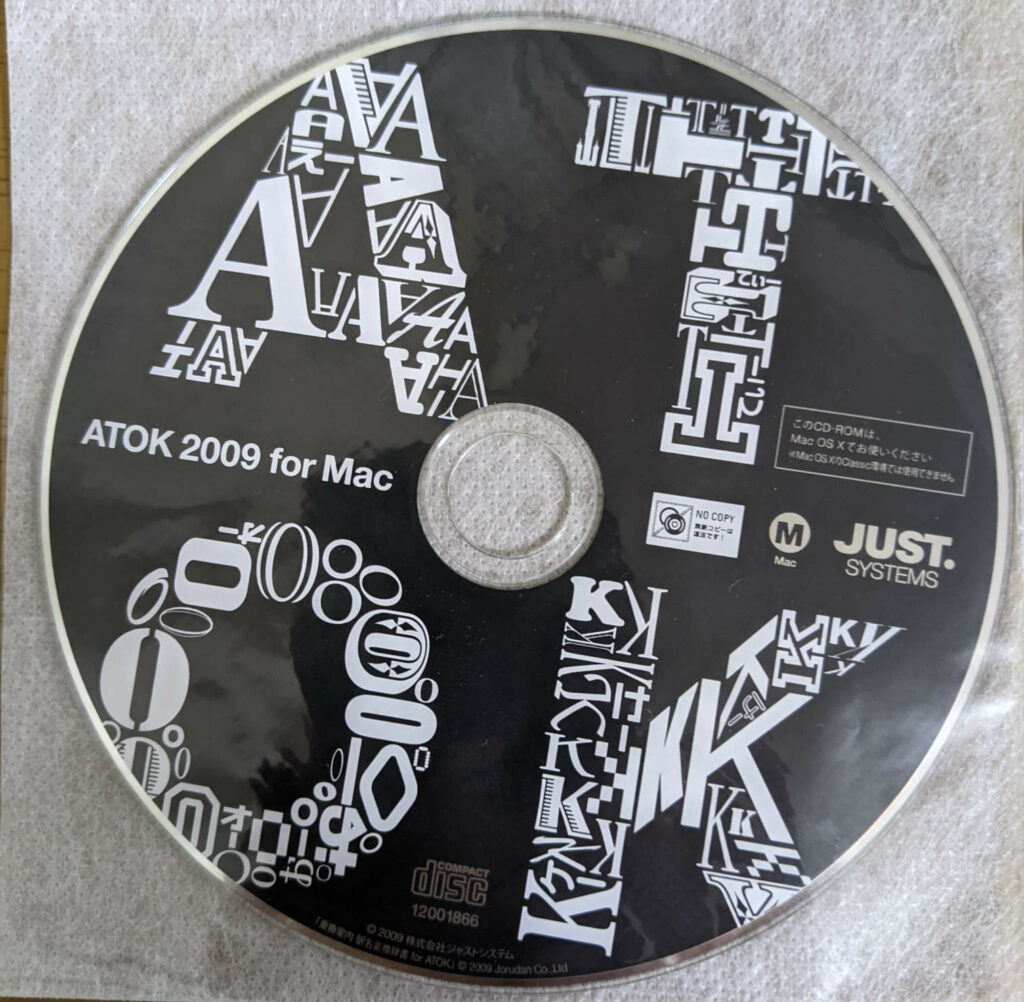 A T
ATOK 2009 for Mac
このCD-ROMは、
Mac OS Xでお使いください
※Mac OS XのClassic環境では使用できません
NO COPY
無断コピーは
違法です!
M
Mac
JUST.
SYSTEMS
O K
COMPACT
disc
12001866
© 2009 株式会社ジャストシステム
「乗換案内 駅名変換辞書 for ATOK」 © 2009 Jorudan Co.,Ltd